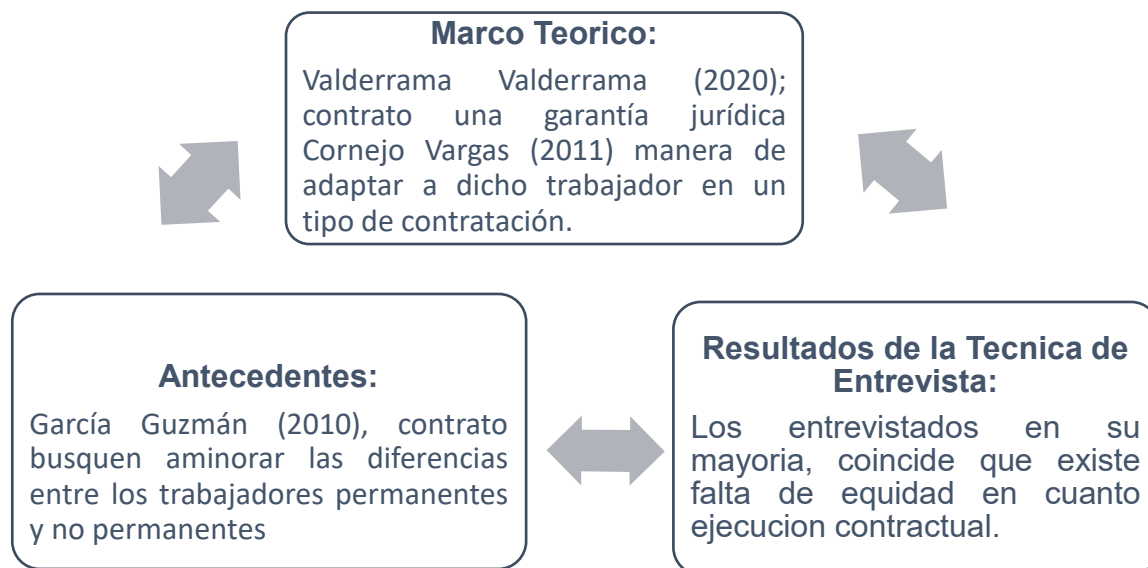 Marco Teorico:
Valderrama Valderrama (2020);
contrato una garantía jurídica
Cornejo Vargas (2011) manera de
adaptar a dicho trabajador en un
tipo de contratación.
Antecedentes:
García Guzmán (2010), contrato
busquen aminorar las diferencias
entre los trabajadores permanentes
y no permanentes
Resultados de la Tecnica de
Entrevista:
Los entrevistados en su
mayoria, coincide que existe
falta de equidad en cuanto
ejecucion contractual.